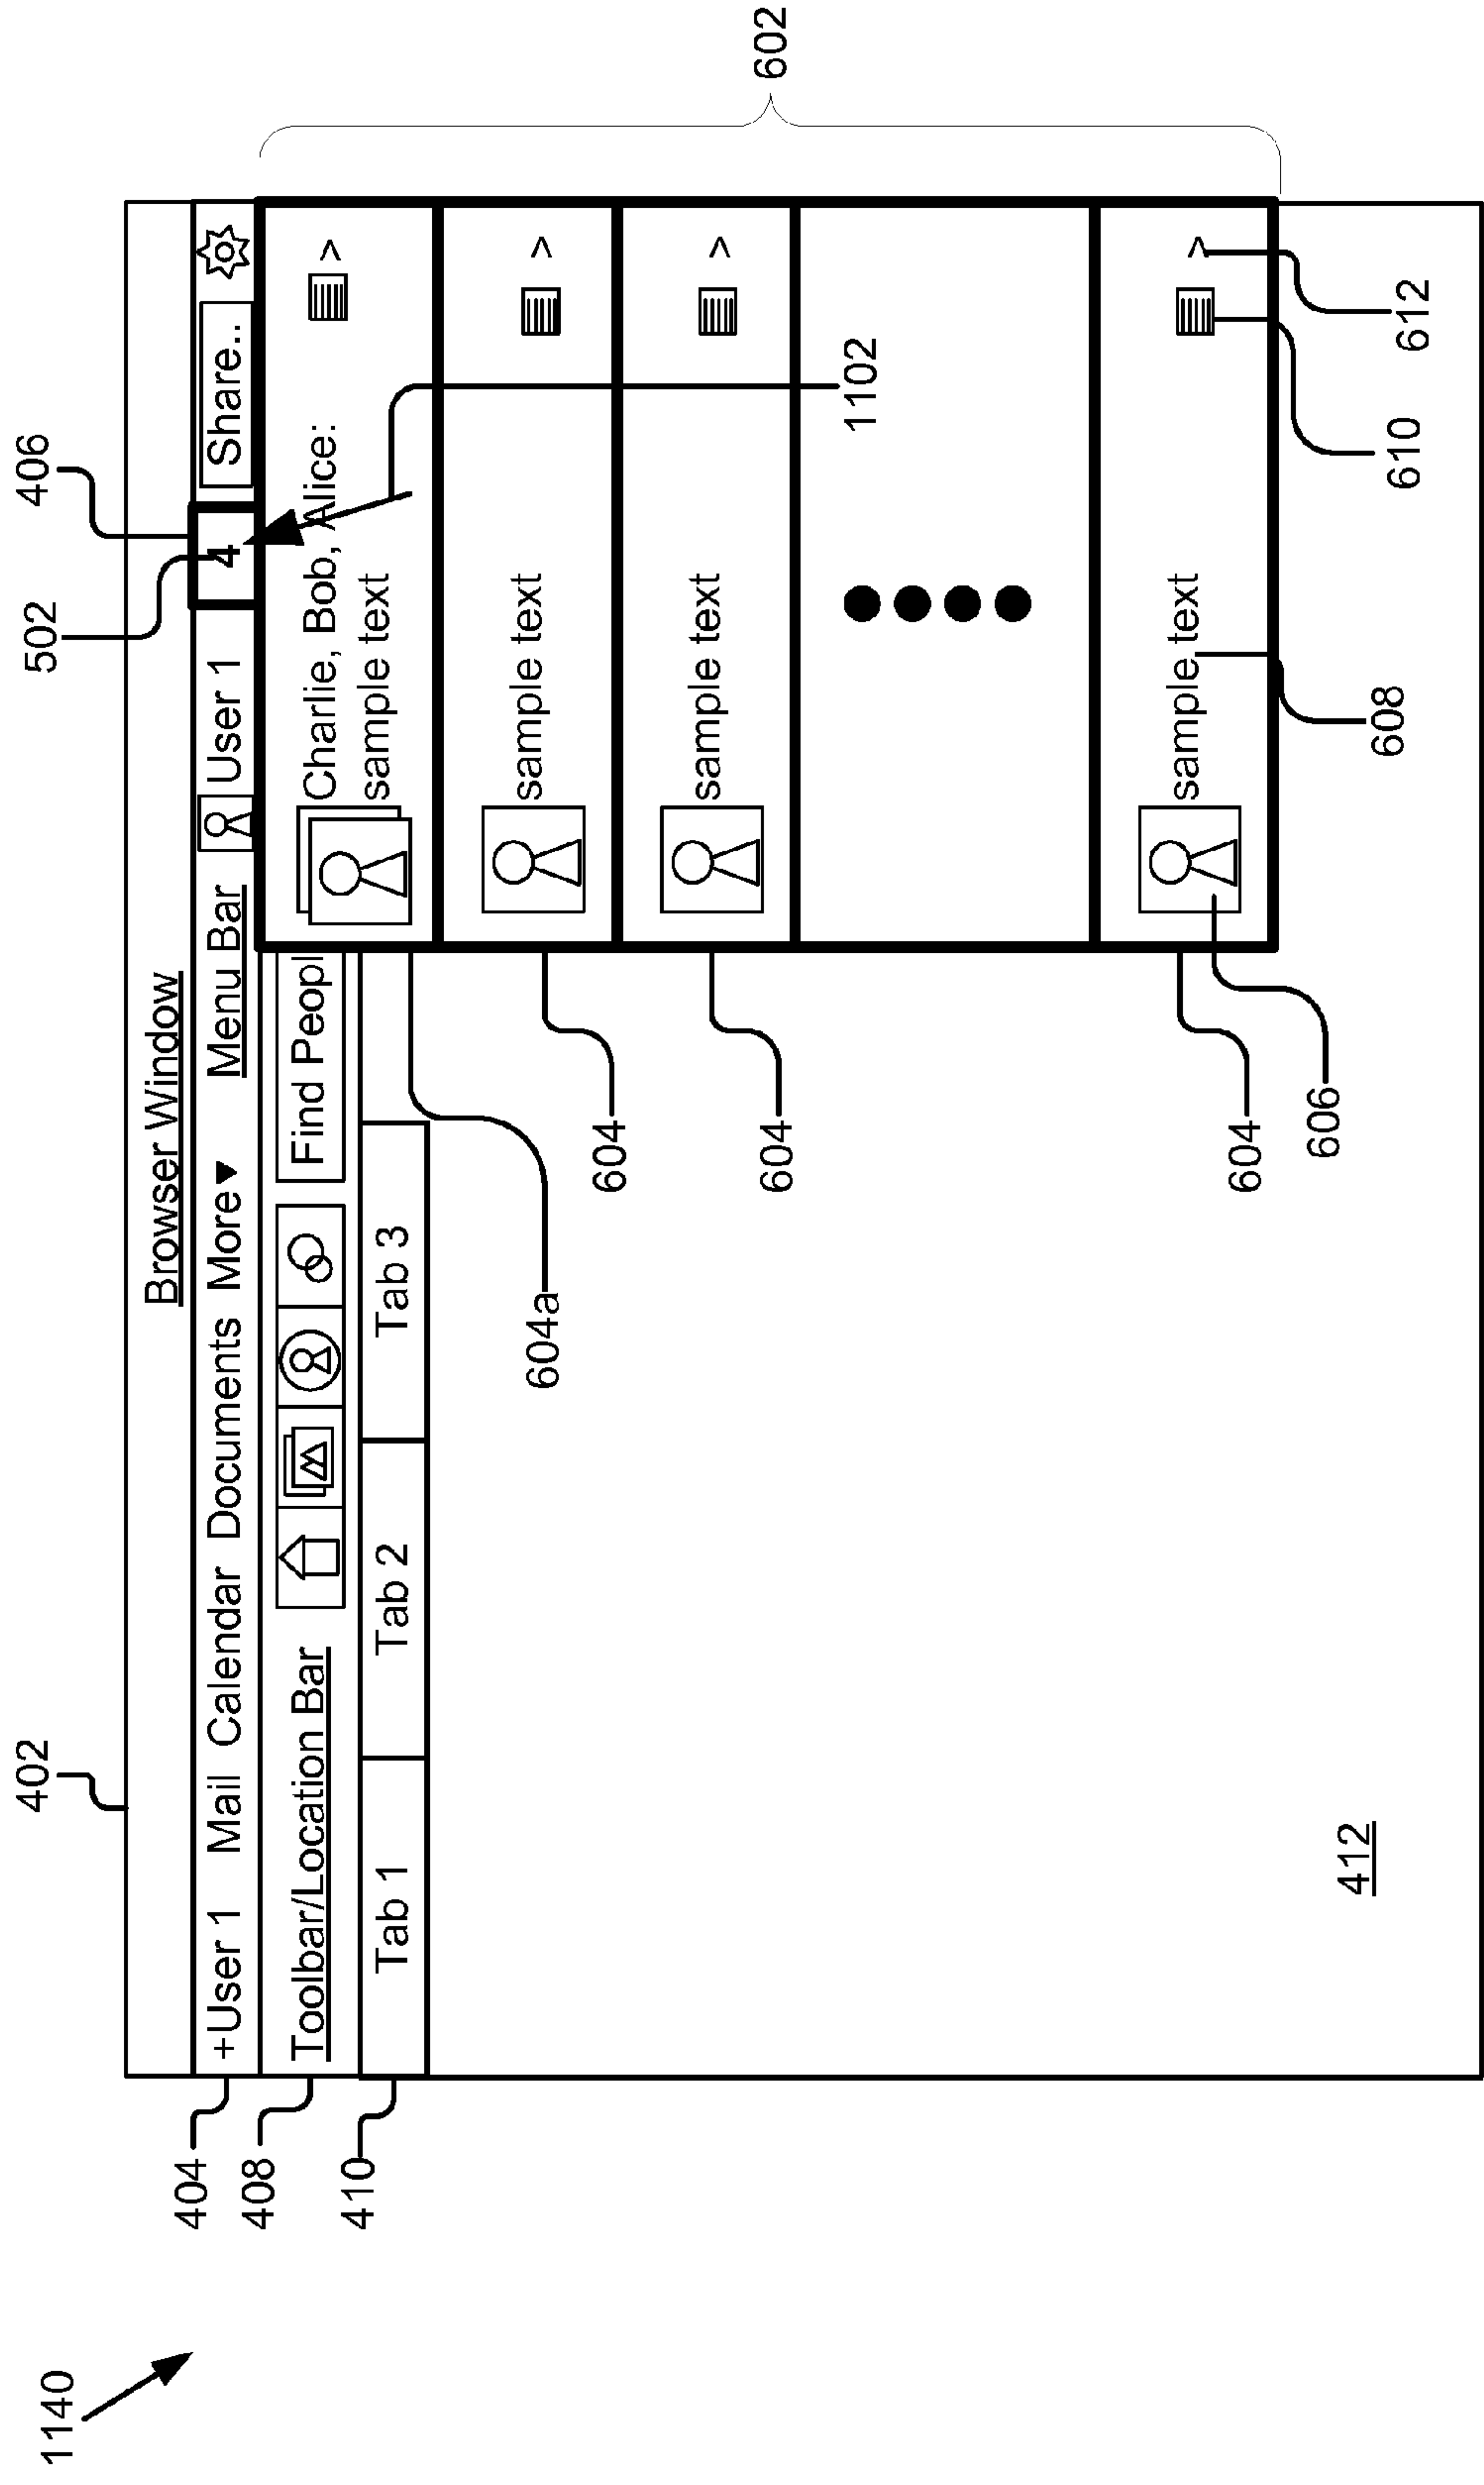 1140
402
502
406
Browser Window
404
+User 1 Mail Calendar Documents More▼ Menu Bar User 1 4 Share..
408
Toolbar/Location Bar Find Peopl
410
Tab 1 Tab 2 Tab 3
Charlie, Bob, Alice:
sample text >
604a
sample text >
604
sample text >
604
1102
602
sample text >
604
606
608
610
612
412